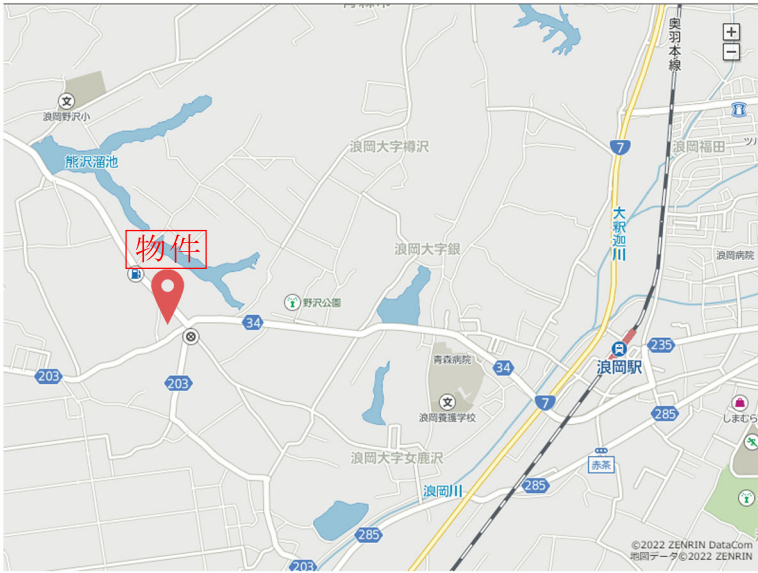 奥羽本線
+
−
浪岡野沢小
7
浪岡大字樽沢
浪岡福田
熊沢溜池
大釈迦川
物件
浪岡大字銀
浪岡病院
野沢公園
34
235
203
青森病院
34
浪岡駅
203
7
285
浪岡養護学校
しまむら
浪岡大字女鹿沢
赤茶
285
浪岡川
285
203
©2022 ZENRIN DataCom
地図データ©2022 ZENRIN